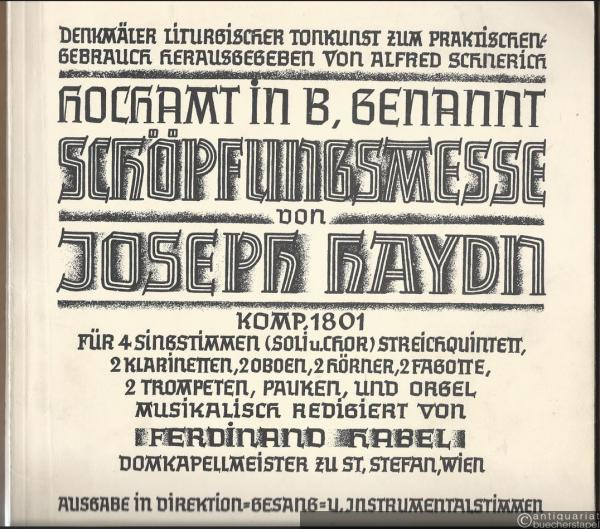 DENKMÄLER LITURGISCHER TONKUNST ZUM PRAKTISCHEN=
GEBRAUCH HERAUSGEGEBEN VON ALFRED SCHNERICH
HOCHAMT IN B, GENANNT
SCHÖPFUNGSMESSE
VON
JOSEPH HAYDN
KOMP. 1801
FÜR 4 SINGSTIMMEN (SOLI u. CHOR) STREICHQUINTETT,
2 KLARINETTEN, 2 OBOEN, 2 HÖRNER, 2 FAGOTTE,
2 TROMPETEN, PAUKEN, UND ORGEL
MUSIKALISCH REDIGIERT VON
FERDINAND HABEL
DOMKAPELLMEISTER ZU ST, STEFAN, WIEN
AUSGABE IN DIREKTION=GESANG=U. INSTRUMENTALSTIMMEN
©antiquariat
buecherstapel